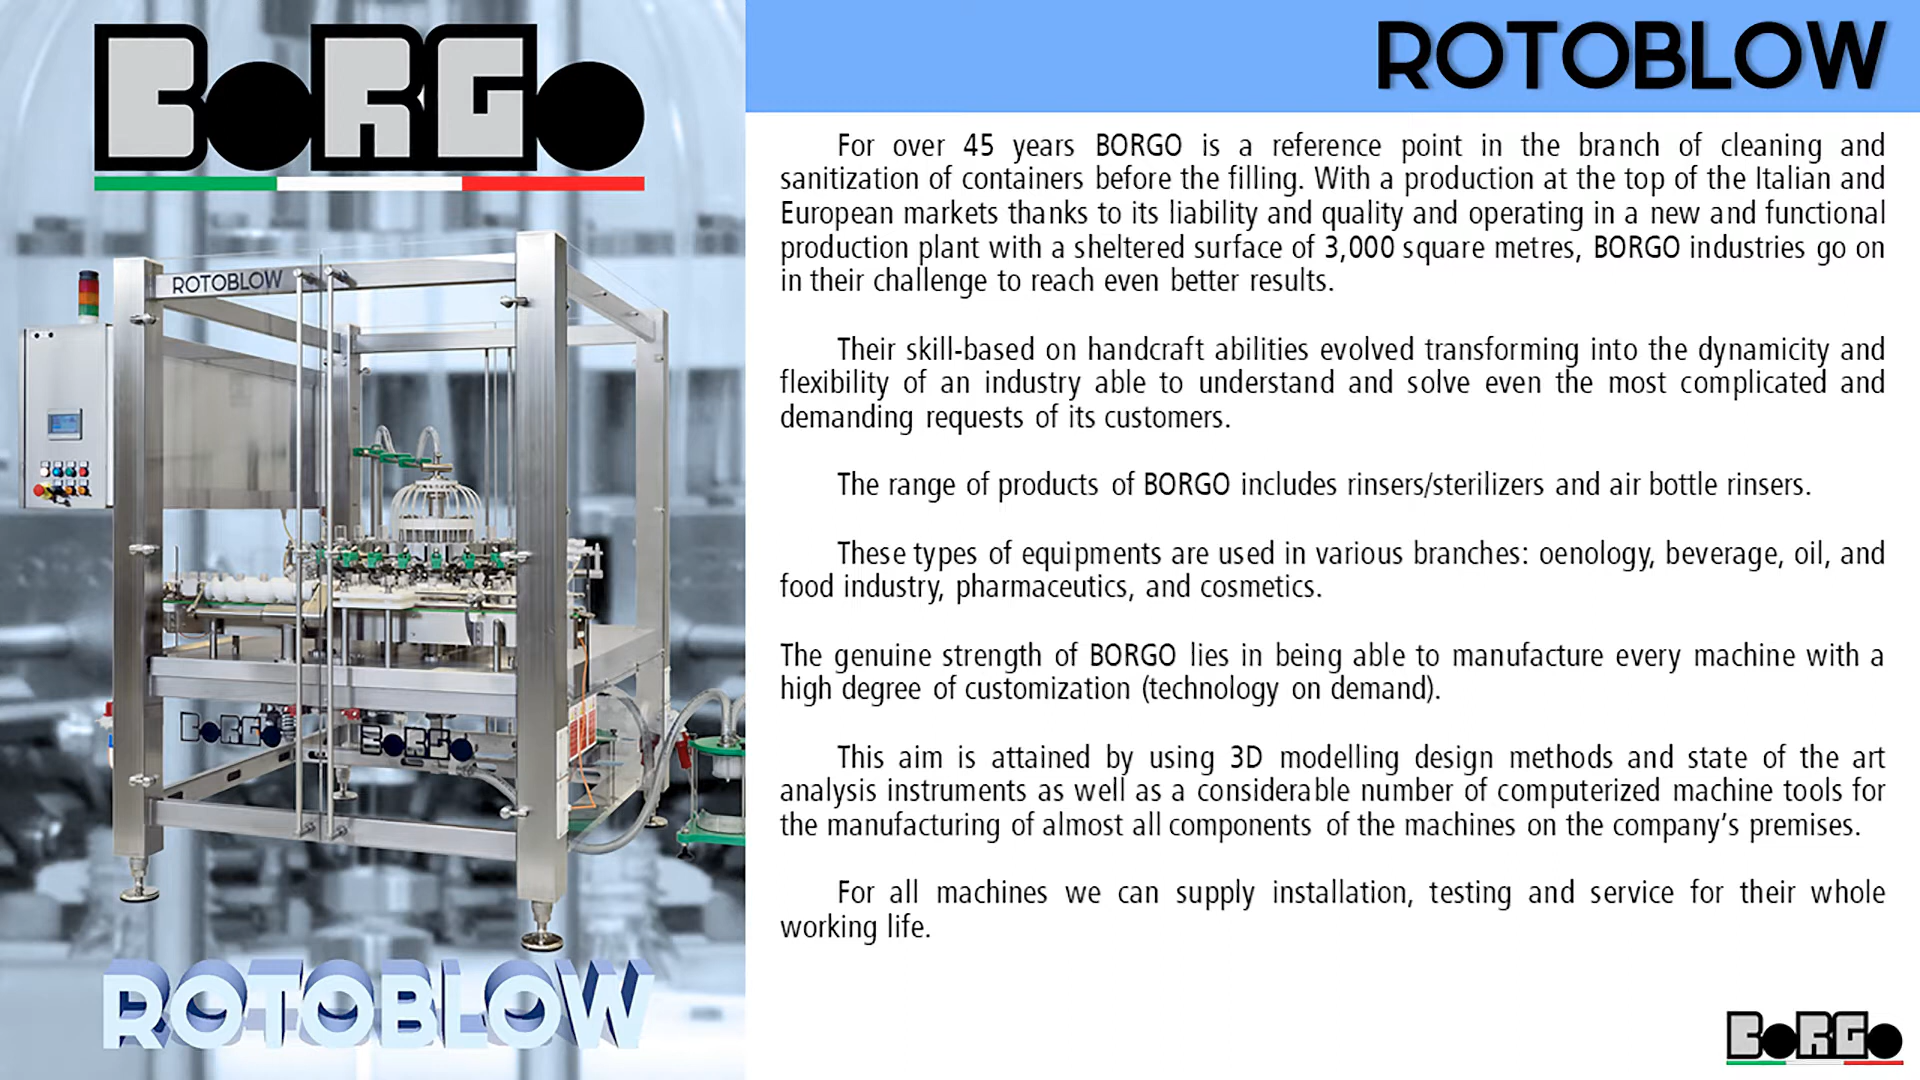 BORGO
ROTOBLOW
BORGO
BORGO
ROTOBLOW
ROTOBLOW
For over 45 years BORGO is a reference point in the branch of cleaning and
sanitization of containers before the filling. With a production at the top of the Italian and
European markets thanks to its liability and quality and operating in a new and functional
production plant with a sheltered surface of 3,000 square metres, BORGO industries go on
in their challenge to reach even better results.
Their skill-based on handcraft abilities evolved transforming into the dynamicity and
flexibility of an industry able to understand and solve even the most complicated and
demanding requests of its customers.
The range of products of BORGO includes rinsers/sterilizers and air bottle rinsers.
These types of equipments are used in various branches: oenology, beverage, oil, and
food industry, pharmaceutics, and cosmetics.
The genuine strength of BORGO lies in being able to manufacture every machine with a
high degree of customization (technology on demand).
This aim is attained by using 3D modelling design methods and state of the art
analysis instruments as well as a considerable number of computerized machine tools for
the manufacturing of almost all components of the machines on the company’s premises.
For all machines we can supply installation, testing and service for their whole
working life.
BORGO